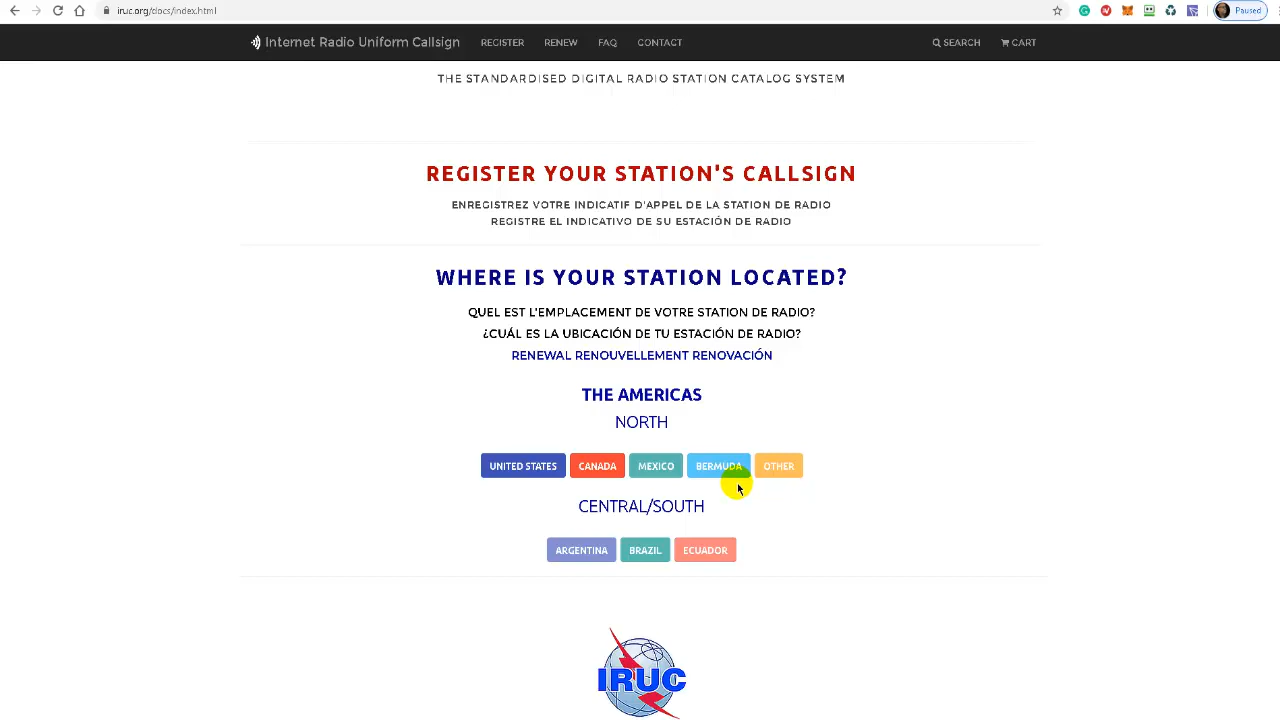 iruc.org/docs/index.html
Paused
Internet Radio Uniform Callsign REGISTER RENEW FAQ CONTACT SEARCH CART
THE STANDARDISED DIGITAL RADIO STATION CATALOG SYSTEM
REGISTER YOUR STATION'S CALLSIGN
ENREGISTREZ VOTRE INDICATIF D'APPEL DE LA STATION DE RADIO
REGISTRE EL INDICATIVO DE SU ESTACIÓN DE RADIO
WHERE IS YOUR STATION LOCATED?
QUEL EST L'EMPLACEMENT DE VOTRE STATION DE RADIO?
¿CUÁL ES LA UBICACIÓN DE TU ESTACIÓN DE RADIO?
RENEWAL RENOUVELLEMENT RENOVACIÓN
THE AMERICAS
NORTH
UNITED STATES CANADA MEXICO BERMUDA OTHER
CENTRAL/SOUTH
ARGENTINA BRAZIL ECUADOR
IRUC